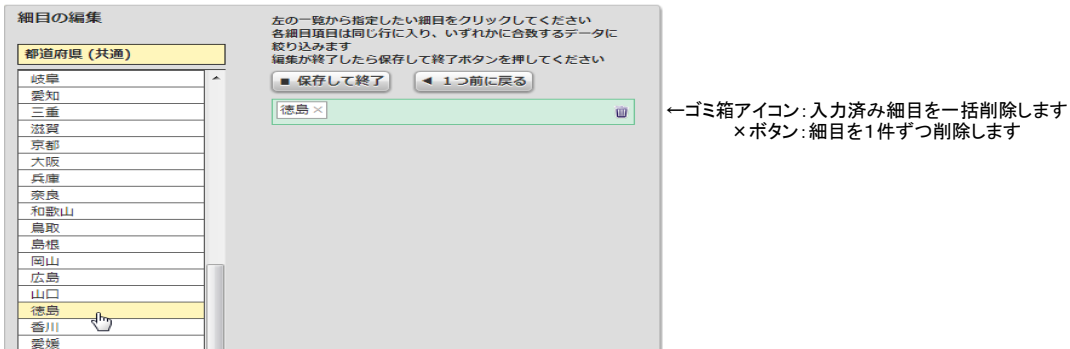 細目の編集
都道府県 (共通)
岐阜
愛知
三重
滋賀
京都
大阪
兵庫
奈良
和歌山
鳥取
島根
岡山
広島
山口
徳島
香川
愛媛
左の一覧から指定したい細目をクリックしてください
各細目項目は同じ行に入り、いずれかに合致するデータに
絞り込みます
編集が終了したら保存して終了ボタンを押してください
■ 保存して終了
◀ 1つ前に戻る
徳島 ×
←ゴミ箱アイコン:入力済み細目を一括削除します
×ボタン:細目を1件ずつ削除します